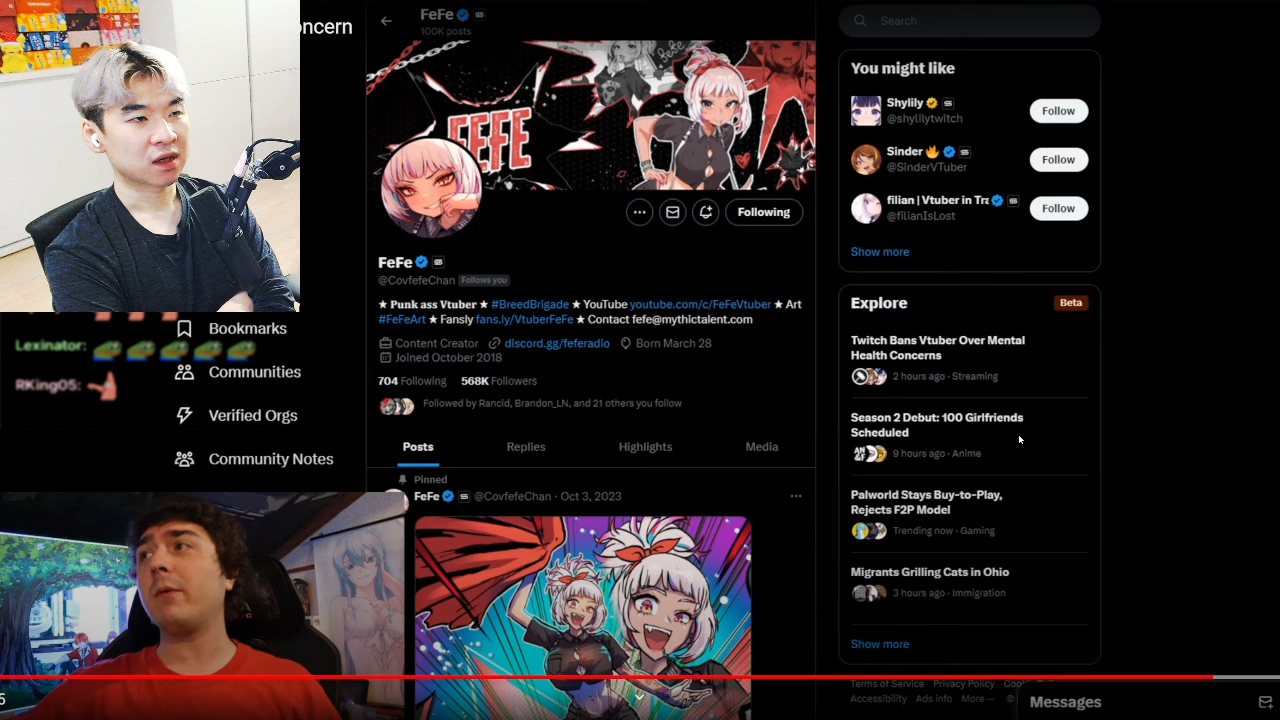 oncern
Lexinator:
RKing05:
Bookmarks
Communities
Verified Orgs
Community Notes
5
FeFe
100K posts
FEFE
Following
FeFe
@CovfefeChan Follows you
★ Punk ass Vtuber ★ #BreedBrigade ★ YouTube youtube.com/c/FeFeVtuber ★ Art
#FeFeArt ★ Fansly fans.ly/VtuberFeFe ★ Contact fefe@mythictalent.com
Content Creator discord.gg/feferadio Born March 28
Joined October 2018
704 Following 568K Followers
Followed by Rancid, Brandon_LN, and 21 others you follow
Posts Replies Highlights Media
Pinned
FeFe @CovfefeChan · Oct 3, 2023
Search
You might like
Shylily
@shylilytwitch
Follow
Sinder
@SinderVTuber
Follow
filian | Vtuber in Tra
@filianIsLost
Follow
Show more
Explore Beta
Twitch Bans Vtuber Over Mental
Health Concerns
2 hours ago · Streaming
Season 2 Debut: 100 Girlfriends
Scheduled
9 hours ago · Anime
Palworld Stays Buy-to-Play,
Rejects F2P Model
Trending now · Gaming
Migrants Grilling Cats in Ohio
3 hours ago · Immigration
Show more
Terms of Service Privacy Policy
Accessibility Ads info More ···
Messages